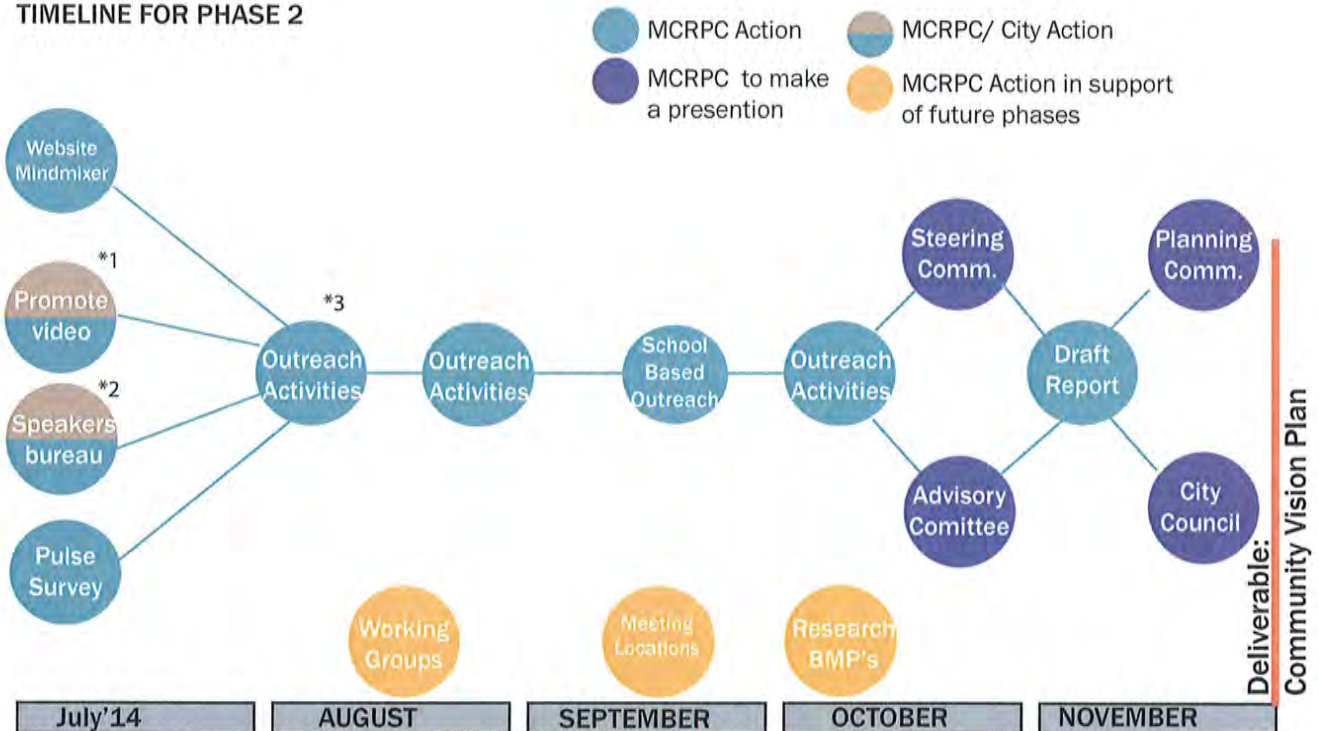 TIMELINE FOR PHASE 2
MCRPC Action
MCRPC/ City Action
MCRPC to make
a presention
MCRPC Action in support
of future phases
Website
Mindmixer
*1
Promote
video
*2
Speakers
bureau
Pulse
Survey
*3
Outreach
Activities
Outreach
Activities
School
Based
Outreach
Outreach
Activities
Steering
Comm.
Advisory
Comittee
Draft
Report
Planning
Comm.
City
Council
Deliverable:
Community Vision Plan
Working
Groups
Meeting
Locations
Research
BMP's
July'14
AUGUST
SEPTEMBER
OCTOBER
NOVEMBER